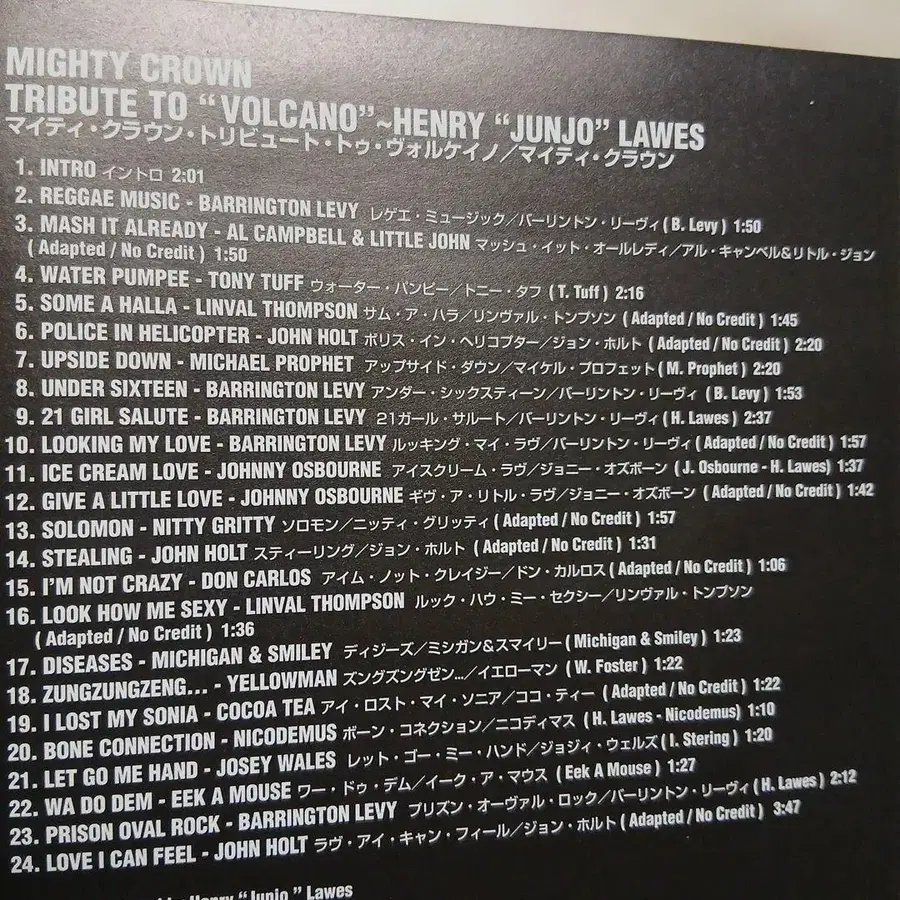 MIGHTY CROWN
TRIBUTE TO “VOLCANO”~HENRY “JUNJO” LAWES
マイティ・クラウン・トリビュート・トゥ・ヴォルケイノ／マイティ・クラウン
1. INTRO イントロ 2:01
2. REGGAE MUSIC - BARRINGTON LEVY レゲエ・ミュージック／バーリントン・リーヴィ ( B. Levy ) 1:50
3. MASH IT ALREADY - AL CAMPBELL & LITTLE JOHN マッシュ・イット・オールレディ／アル・キャンベル&リトル・ジョン
( Adapted / No Credit ) 1:50
4. WATER PUMPEE - TONY TUFF ウォーター・パンピー／トニー・タフ ( T. Tuff ) 2:16
5. SOME A HALLA - LINVAL THOMPSON サム・ア・ハラ／リンヴァル・トンプソン ( Adapted / No Credit ) 1:45
6. POLICE IN HELICOPTER - JOHN HOLT ポリス・イン・ヘリコプター／ジョン・ホルト ( Adapted / No Credit ) 2:20
7. UPSIDE DOWN - MICHAEL PROPHET アップサイド・ダウン／マイケル・プロフェット ( M. Prophet ) 2:20
8. UNDER SIXTEEN - BARRINGTON LEVY アンダー・シックスティーン／バーリントン・リーヴィ ( B. Levy ) 1:53
9. 21 GIRL SALUTE - BARRINGTON LEVY 21ガール・サルート／バーリントン・リーヴィ ( H. Lawes ) 2:37
10. LOOKING MY LOVE - BARRINGTON LEVY ルッキング・マイ・ラヴ／バーリントン・リーヴィ ( Adapted / No Credit ) 1:57
11. ICE CREAM LOVE - JOHNNY OSBOURNE アイスクリーム・ラヴ／ジョニー・オズボーン ( J. Osbourne - H. Lawes) 1:37
12. GIVE A LITTLE LOVE - JOHNNY OSBOURNE ギヴ・ア・リトル・ラヴ／ジョニー・オズボーン ( Adapted / No Credit ) 1:42
13. SOLOMON - NITTY GRITTY ソロモン／ニッティ・グリッティ ( Adapted / No Credit ) 1:57
14. STEALING - JOHN HOLT スティーリング／ジョン・ホルト ( Adapted / No Credit ) 1:31
15. I'M NOT CRAZY - DON CARLOS アイム・ノット・クレイジー／ドン・カルロス ( Adapted / No Credit ) 1:06
16. LOOK HOW ME SEXY - LINVAL THOMPSON ルック・ハウ・ミー・セクシー／リンヴァル・トンプソン
( Adapted / No Credit ) 1:36
17. DISEASES - MICHIGAN & SMILEY ディジーズ／ミシガン&スマイリー ( Michigan & Smiley ) 1:23
18. ZUNGZUNGZENG... - YELLOWMAN ズングズングゼン...／イエローマン ( W. Foster ) 1:22
19. I LOST MY SONIA - COCOA TEA アイ・ロスト・マイ・ソニア／ココ・ティー ( Adapted / No Credit ) 1:22
20. BONE CONNECTION - NICODEMUS ボーン・コネクション／ニコディマス ( H. Lawes - Nicodemus) 1:10
21. LET GO ME HAND - JOSEY WALES レット・ゴー・ミー・ハンド／ジョジィ・ウェルズ ( I. Stering ) 1:20
22. WA DO DEM - EEK A MOUSE ワー・ドゥ・デム／イーク・ア・マウス ( Eek A Mouse ) 1:27
23. PRISON OVAL ROCK - BARRINGTON LEVY プリズン・オーヴァル・ロック／バーリントン・リーヴィ ( H. Lawes ) 2:12
24. LOVE I CAN FEEL - JOHN HOLT ラヴ・アイ・キャン・フィール／ジョン・ホルト ( Adapted / No Credit ) 3:47
Henry “Junjo ” Lawes